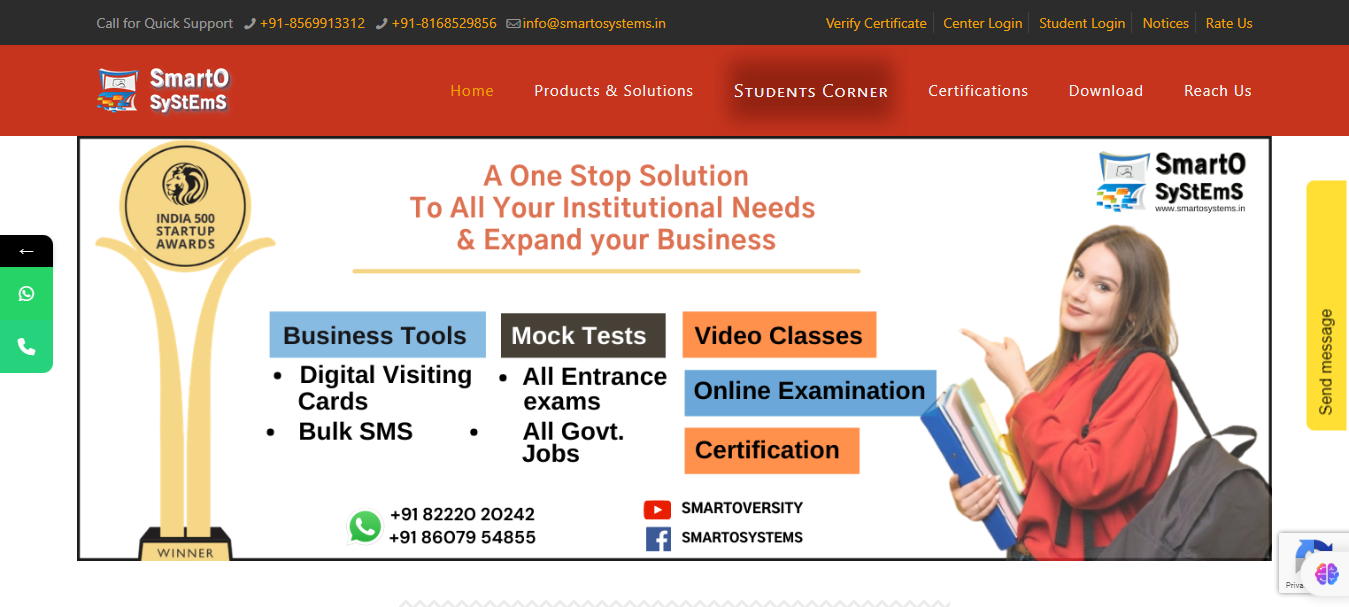 Call for Quick Support +91-8569913312 +91-8168529856 info@smartosystems.in Verify Certificate Center Login Student Login Notices Rate Us
SmartO
SyStEmS
Home Products & Solutions Students Corner Certifications Download Reach Us
INDIA 500
STARTUP
AWARDS
A One Stop Solution
To All Your Institutional Needs
& Expand your Business
SmartO
SyStEmS
www.smartosystems.in
Business Tools
• Digital Visiting
Cards
• Bulk SMS
Mock Tests
• All Entrance
exams
• All Govt.
Jobs
Video Classes
Online Examination
Certification
+91 82220 20242
+91 86079 54855
SMARTOVERSITY
SMARTOSYSTEMS
WINNER
←
Send message